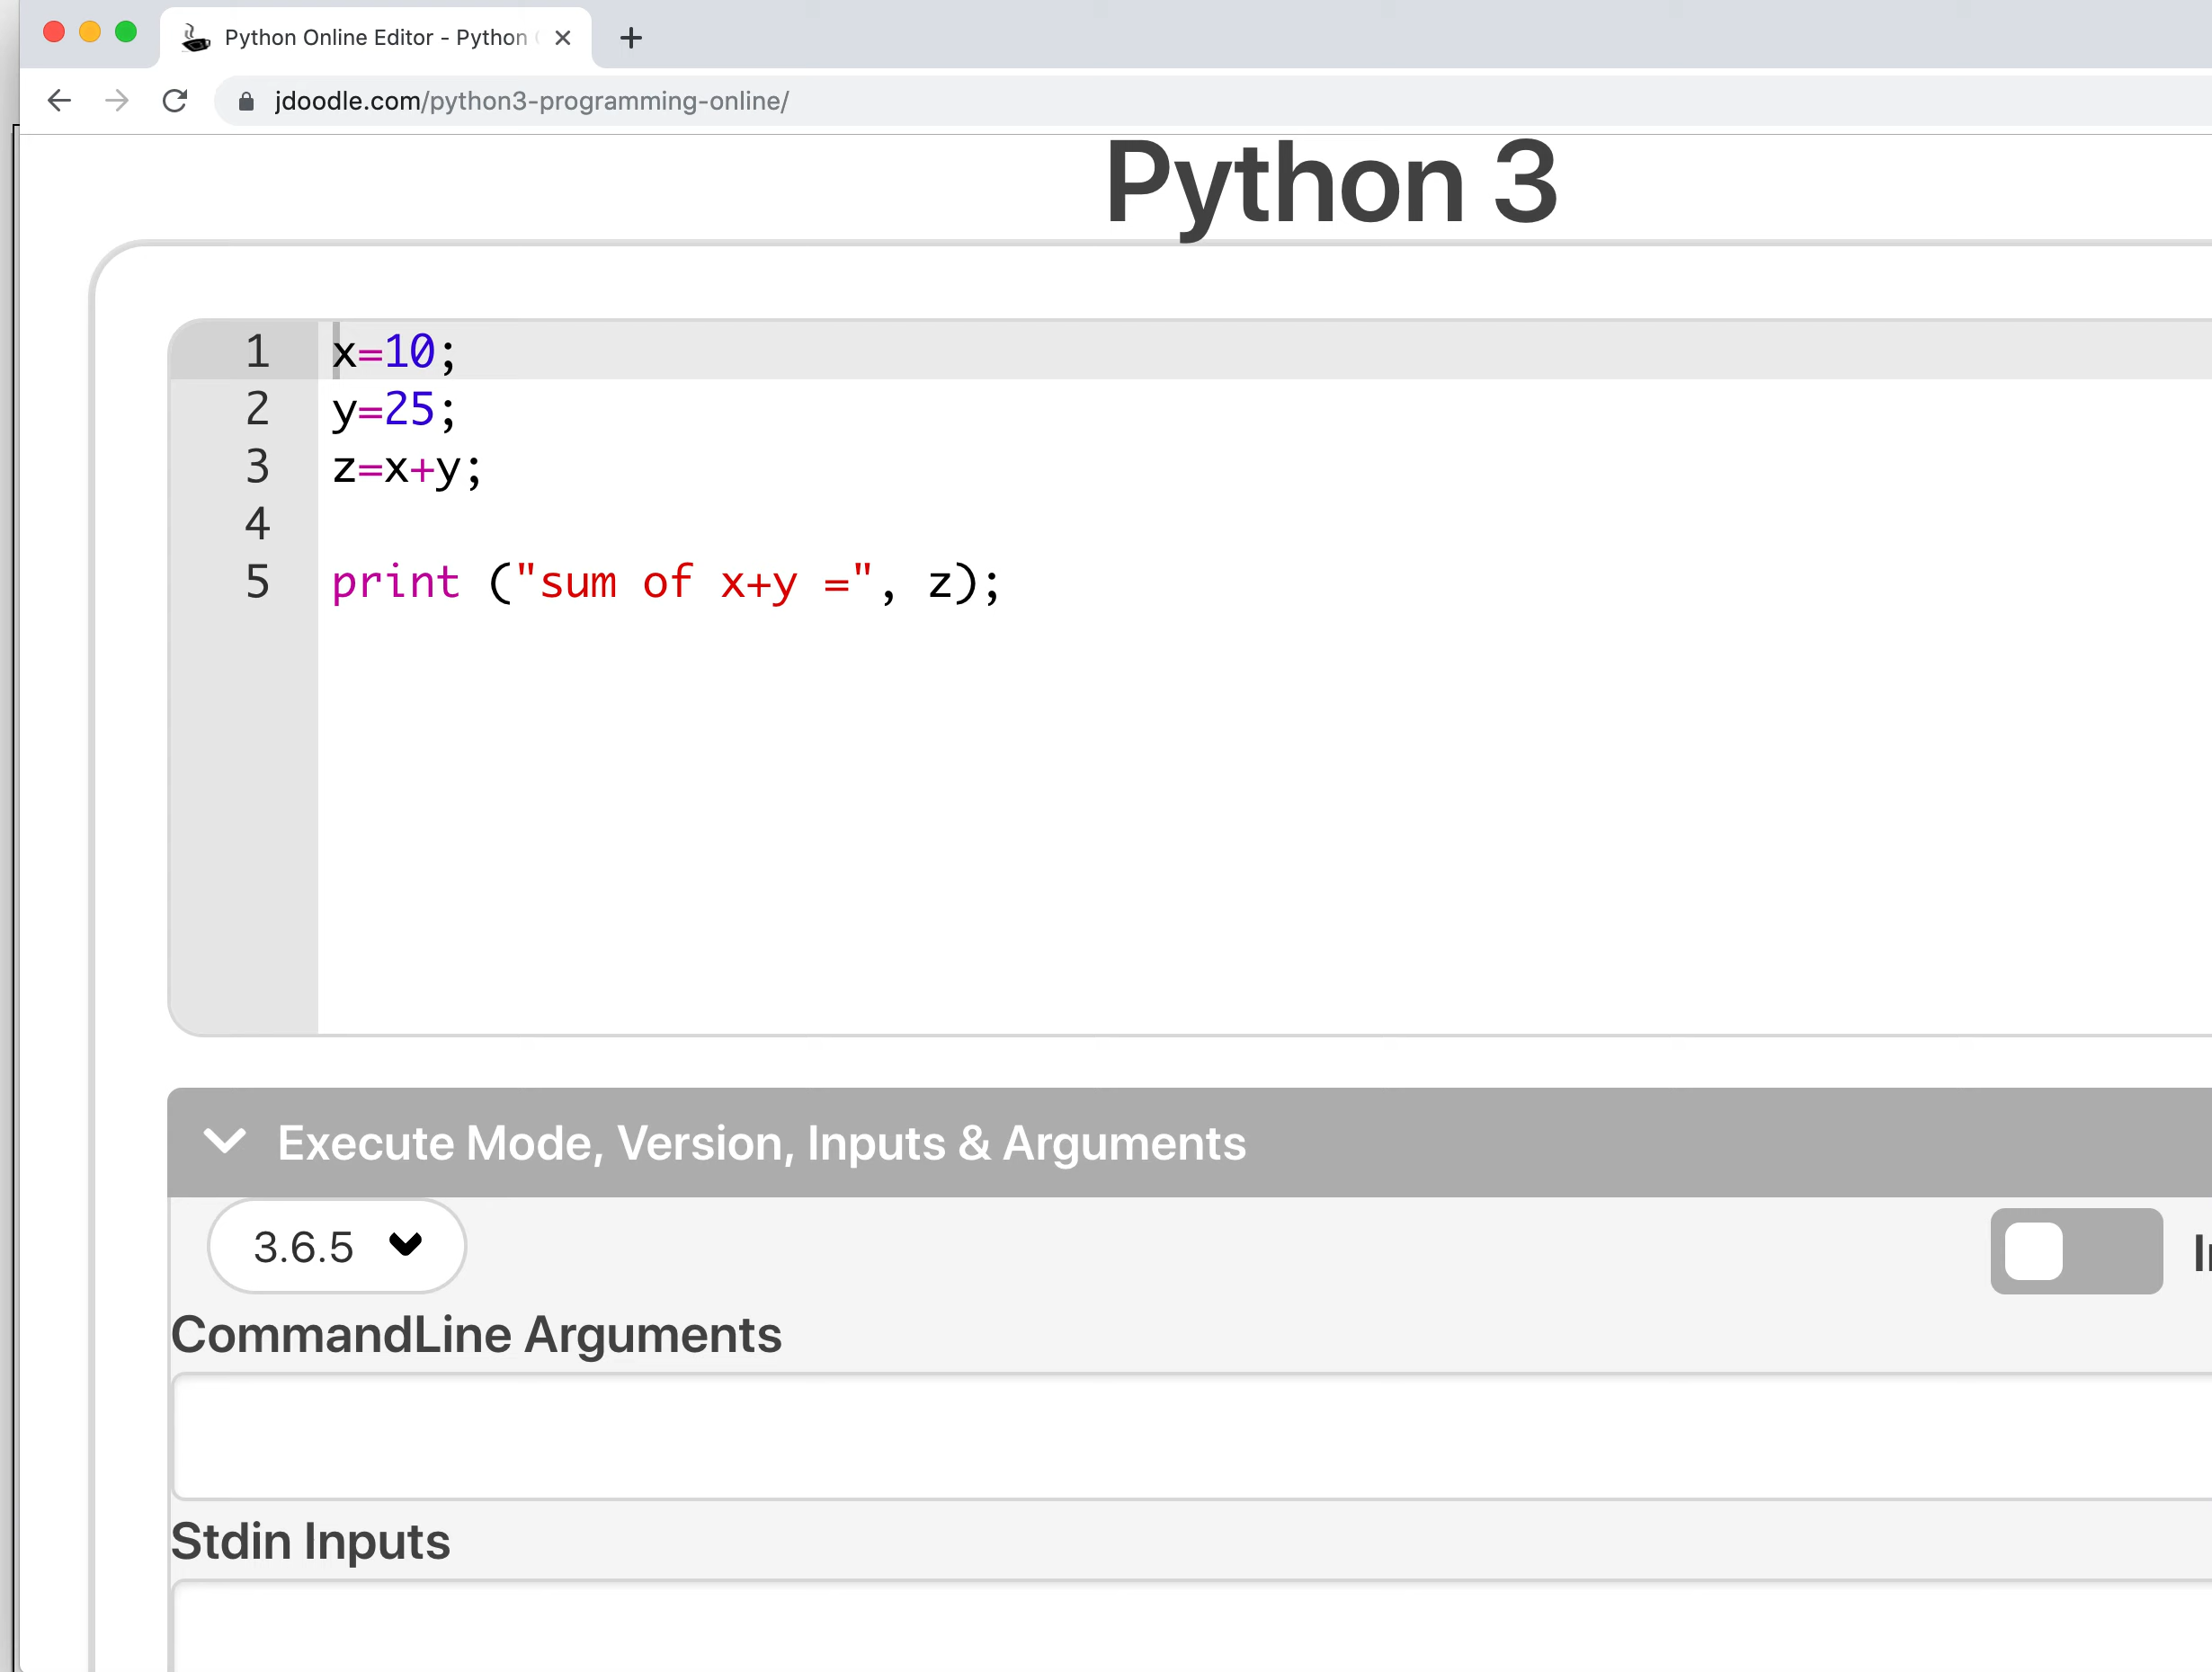 Python Online Editor - Python
jdoodle.com/python3-programming-online/
Python 3
1 x=10;
2 y=25;
3 z=x+y;
4
5 print ("sum of x+y =", z);
Execute Mode, Version, Inputs & Arguments
3.6.5
CommandLine Arguments
Stdin Inputs